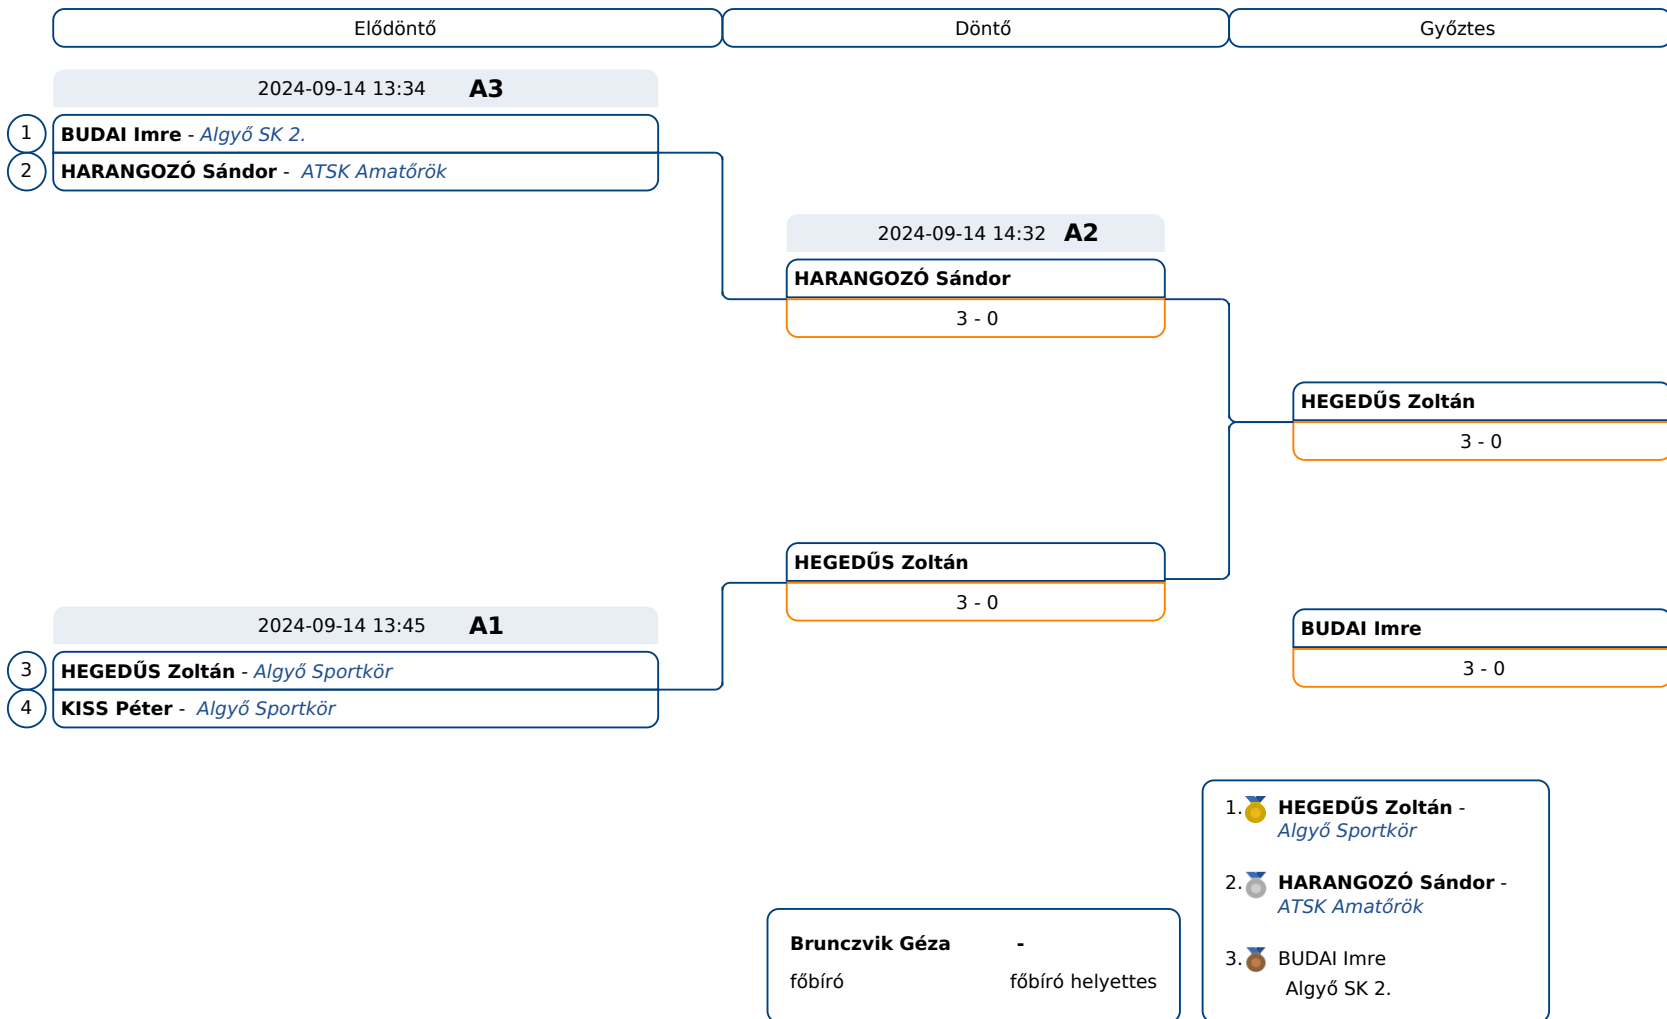 Elődöntő
Döntő
Győztes
2024-09-14 13:34 A3
1 BUDAI Imre - Algyő SK 2.
2 HARANGOZÓ Sándor - ATSK Amatőrök
2024-09-14 14:32 A2
HARANGOZÓ Sándor
3 - 0
HEGEDŰS Zoltán
3 - 0
HEGEDŰS Zoltán
3 - 0
2024-09-14 13:45 A1
3 HEGEDŰS Zoltán - Algyő Sportkör
4 KISS Péter - Algyő Sportkör
BUDAI Imre
3 - 0
Brunczvik Géza -
főbíró főbíró helyettes
1. HEGEDŰS Zoltán -
Algyő Sportkör
2. HARANGOZÓ Sándor -
ATSK Amatőrök
3. BUDAI Imre
Algyő SK 2.